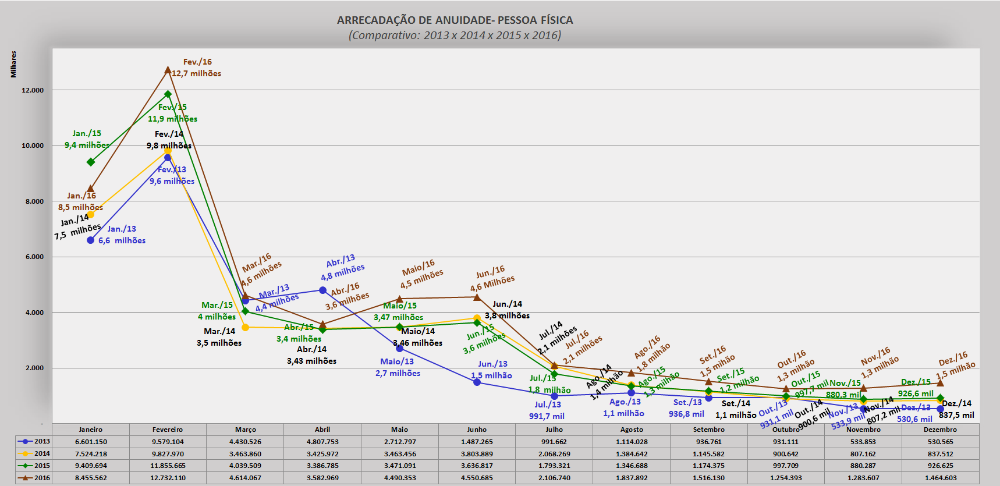 ARRECADAÇÃO DE ANUIDADE- PESSOA FÍSICA
(Comparativo: 2013 x 2014 x 2015 x 2016)
Milhares
12.000
10.000
8.000
6.000
4.000
2.000
-
Fev./16
12,7 milhões
Fev./15
11,9 milhões
Jan./15
9,4 milhões
Fev./14
9,8 milhões
Fev./13
9,6 milhões
Jan./16
8,5 milhões
Jan./14
7,5 milhões
Jan./13
6,6 milhões
Mar./16
4,6 milhões
Mar./13
4,4 milhões
Mar./15
4 milhões
Mar./14
3,5 milhões
Abr./13
4,8 milhões
Abr./16
3,6 milhões
Abr./15
3,4 milhões
Abr./14
3,43 milhões
Maio/16
4,5 milhões
Maio/15
3,47 milhões
Maio/14
3,46 milhões
Maio/13
2,7 milhões
Jun./16
4,6 Milhões
Jun./14
3,8 milhões
Jun./15
3,6 milhões
Jun./13
1,5 milhão
Jul./14
2,1 milhões
Jul./16
2,1 milhões
Jul./15
1,8 milhão
Jul./13
991,7 mil
Ago./14
1,4 milhão
Ago./16
1,8 milhão
Ago./15
1,3 milhão
Ago./13
1,1 milhão
Set./16
1,5 mihão
Set./15
1,2 milhão
Set./13
936,8 mil
Set./14
1,1 milhão
Out./16
1,3 milhão
Out./15
997,7 mil
Out./13
931,1 mil
Out./14
900,6 mil
Nov./16
1,3 milhão
Nov./15
880,3 mil
Nov./13
533,9 mil
Nov./14
807,2 mil
Dez./16
1,5 milhão
Dez./15
926,6 mil
Dez./13
530,6 mil
Dez./14
837,5 mil
Janeiro Fevereiro Março Abril Maio Junho Julho Agosto Setembro Outubro Novembro Dezembro
2013 6.601.150 9.579.104 4.430.526 4.807.753 2.712.797 1.487.265 991.662 1.114.028 936.761 931.111 533.853 530.565
2014 7.524.218 9.827.970 3.463.860 3.425.972 3.463.456 3.803.889 2.068.269 1.384.642 1.145.582 900.642 807.162 837.512
2015 9.409.694 11.855.665 4.039.509 3.386.785 3.471.091 3.636.817 1.793.321 1.346.688 1.174.375 997.709 880.287 926.625
2016 8.455.562 12.732.110 4.614.067 3.582.969 4.490.353 4.550.685 2.106.740 1.837.892 1.516.130 1.254.393 1.283.607 1.464.603